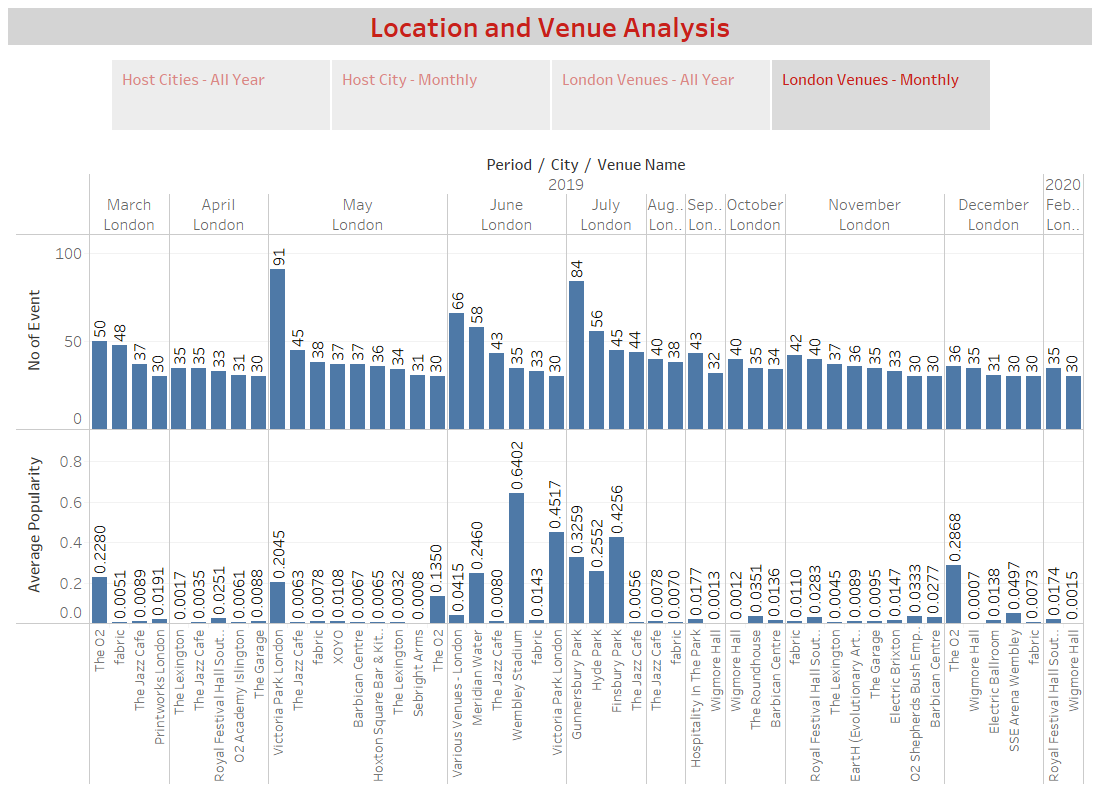 Location and Venue Analysis
Host Cities - All Year
Host City - Monthly
London Venues - All Year
London Venues - Monthly
Period / City / Venue Name
2019 2020
March April May June July Aug.. Sep.. October November December Feb..
London London London London London Lon.. Lon.. London London London Lon..
No of Event
100
50
0
50 48 37 30 35 35 33 31 30 91 45 38 37 37 36 34 31 30 66 58 43 35 33 30 84 56 45 44 40 38 43 32 40 35 34 42 40 37 36 35 33 30 30 36 35 31 30 30 35 30
Average Popularity
0.8
0.6
0.4
0.2
0.0
0.2280 0.0051 0.0089 0.0191 0.0017 0.0035 0.0251 0.0061 0.0088 0.2045 0.0063 0.0078 0.0108 0.0067 0.0065 0.0032 0.0008 0.1350 0.0415 0.2460 0.0080 0.6402 0.0143 0.4517 0.3259 0.2552 0.4256 0.0056 0.0078 0.0070 0.0177 0.0013 0.0012 0.0351 0.0136 0.0110 0.0283 0.0045 0.0089 0.0095 0.0147 0.0333 0.0277 0.2868 0.0007 0.0138 0.0497 0.0073 0.0174 0.0015
The O2
fabric
The Jazz Cafe
Printworks London
The Lexington
The Jazz Cafe
Royal Festival Hall Sout..
O2 Academy Islington
The Garage
Victoria Park London
The Jazz Cafe
fabric
XOYO
Barbican Centre
Hoxton Square Bar & Kit..
The Lexington
Sebright Arms
The O2
Various Venues - London
Meridian Water
The Jazz Cafe
Wembley Stadium
fabric
Victoria Park London
Gunnersbury Park
Hyde Park
Finsbury Park
The Jazz Cafe
The Jazz Cafe
fabric
Hospitality In The Park
Wigmore Hall
Wigmore Hall
The Roundhouse
Barbican Centre
fabric
Royal Festival Hall Sout..
The Lexington
EartH (Evolutionary Art..
The Garage
Electric Brixton
O2 Shepherds Bush Emp..
Barbican Centre
The O2
Wigmore Hall
Electric Ballroom
SSE Arena Wembley
fabric
Royal Festival Hall Sout..
Wigmore Hall